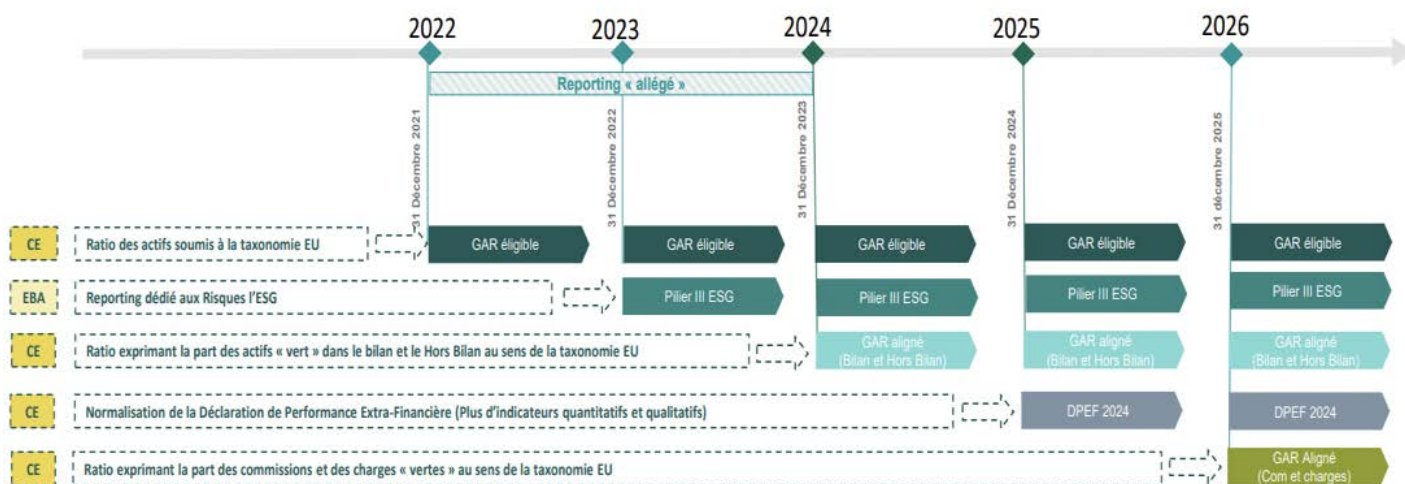 2022 2023 2024 2025 2026
Reporting « allégé »
31 Décembre 2021
31 Décembre 2022
31 Décembre 2023
31 Décembre 2024
31 décembre 2025
CE Ratio des actifs soumis à la taxonomie EU GAR éligible GAR éligible GAR éligible GAR éligible GAR éligible
EBA Reporting dédié aux Risques l'ESG Pilier III ESG Pilier III ESG Pilier III ESG Pilier III ESG
CE Ratio exprimant la part des actifs « vert » dans le bilan et le Hors Bilan au sens de la taxonomie EU GAR aligné GAR aligné GAR aligné
(Bilan et Hors Bilan) (Bilan et Hors Bilan) (Bilan et Hors Bilan)
CE Normalisation de la Déclaration de Performance Extra-Financière (Plus d'indicateurs quantitatifs et qualitatifs) DPEF 2024 DPEF 2024
CE Ratio exprimant la part des commissions et des charges « vertes » au sens de la taxonomie EU GAR Aligné
(Com et charges)